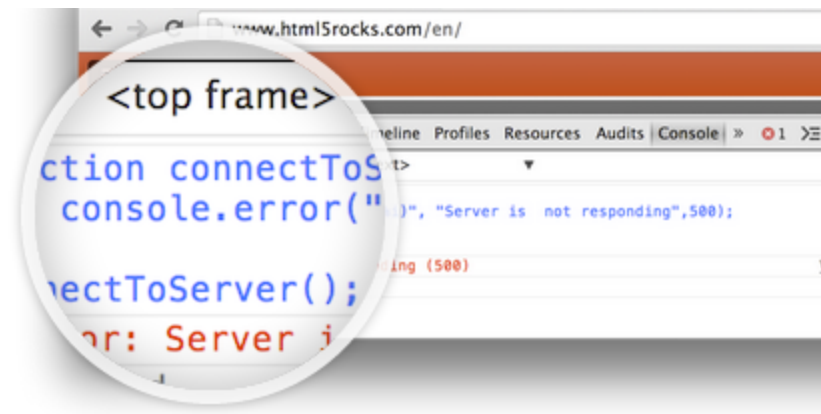 www.html5rocks.com/en/
<top frame>
Profiles Resources Audits Console » 1
ction connectToS
console.error(" )", "Server is not responding",500);
nectToServer();
or: Server i ding (500)